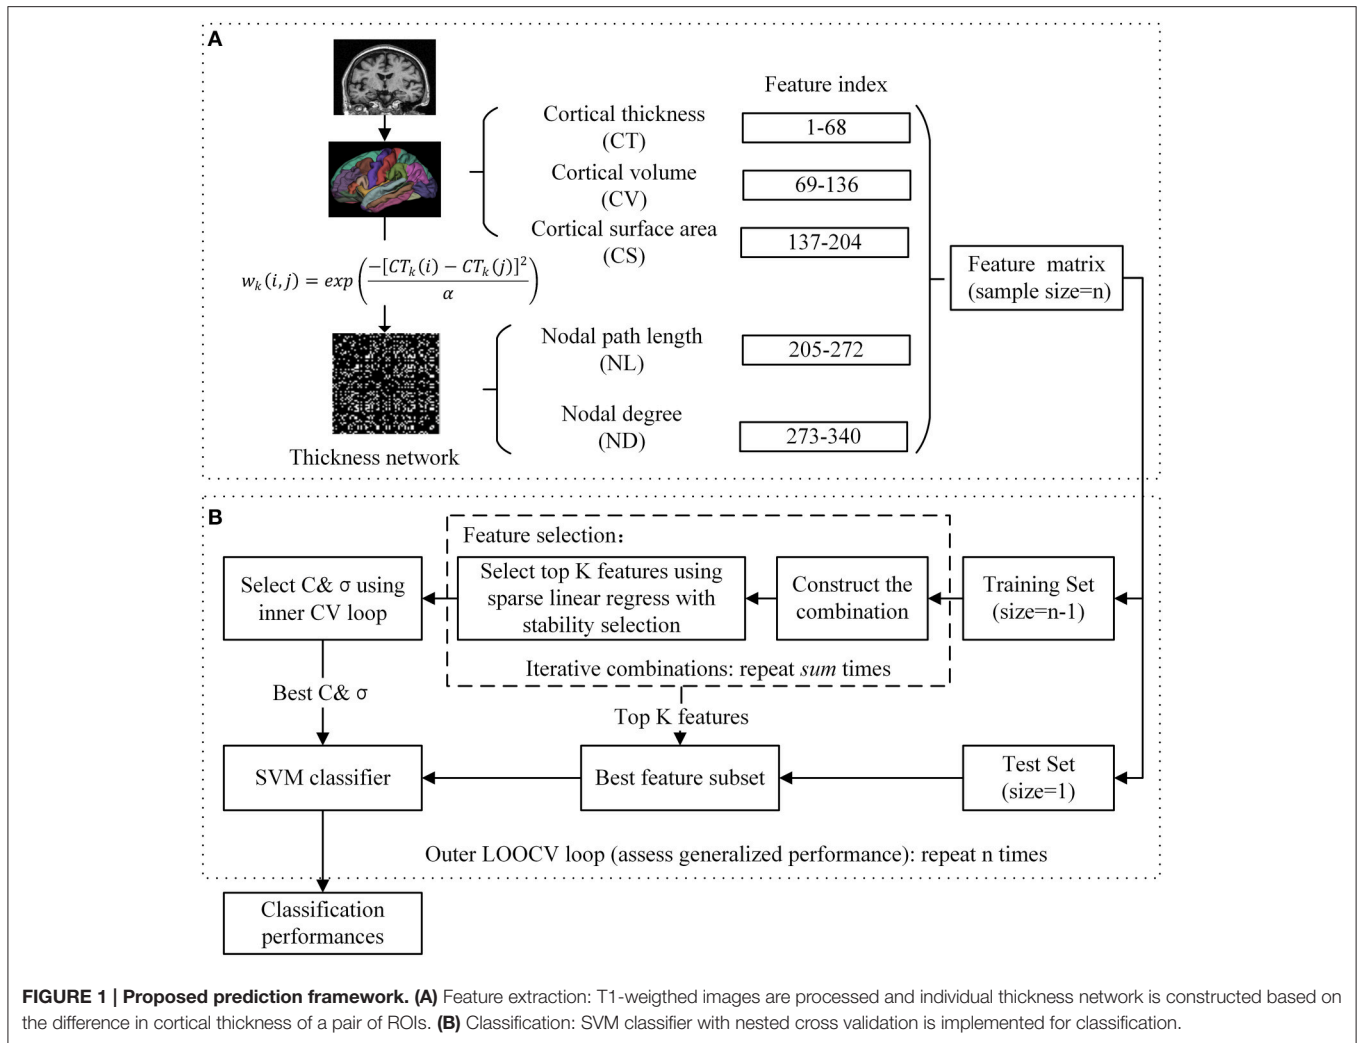 A
Feature index
Cortical thickness
(CT)
1-68
Cortical volume
(CV)
69-136
Cortical surface area
(CS)
137-204
w_k(i,j) = exp(−[CT_k(i) − CT_k(j)]²/α)
Feature matrix
(sample size=n)
Nodal path length
(NL)
205-272
Nodal degree
(ND)
273-340
Thickness network
B
Feature selection:
Select C& σ using
inner CV loop
Select top K features using
sparse linear regress with
stability selection
Construct the
combination
Training Set
(size=n-1)
Iterative combinations: repeat sum times
Best C& σ
Top K features
SVM classifier
Best feature subset
Test Set
(size=1)
Outer LOOCV loop (assess generalized performance): repeat n times
Classification
performances
FIGURE 1 | Proposed prediction framework. (A) Feature extraction: T1-weigthed images are processed and individual thickness network is constructed based on
the difference in cortical thickness of a pair of ROIs. (B) Classification: SVM classifier with nested cross validation is implemented for classification.